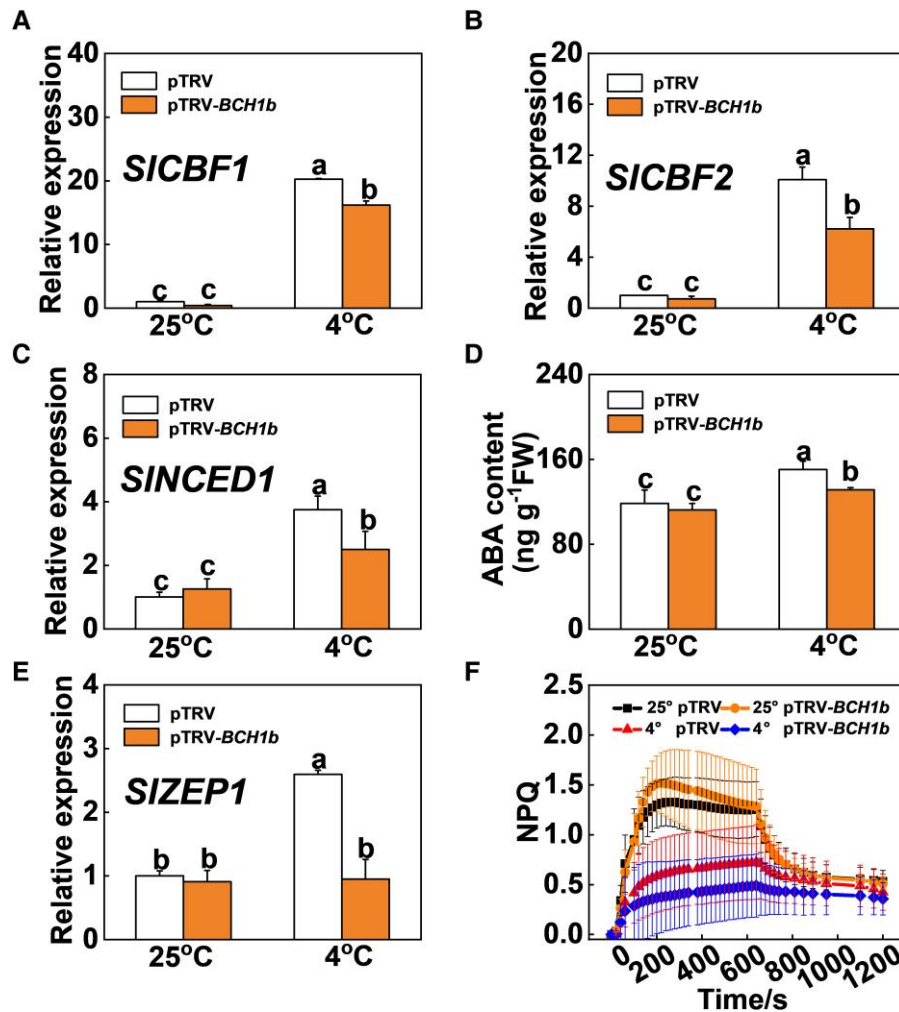 A
Relative expression
40
30
20
10
0
pTRV
pTRV-BCH1b
SlCBF1
c c
a
b
25°C 4°C
B
Relative expression
20
16
12
8
4
0
pTRV
pTRV-BCH1b
SlCBF2
c c
a
b
25°C 4°C
C
Relative expression
8
6
4
2
0
pTRV
pTRV-BCH1b
SlNCED1
c c
a
b
25°C 4°C
D
ABA content
(ng g-1FW)
240
160
80
0
pTRV
pTRV-BCH1b
c c
a
b
25°C 4°C
E
Relative expression
4
3
2
1
0
pTRV
pTRV-BCH1b
SlZEP1
b b
a
b
25°C 4°C
F
NPQ
2.5
2.0
1.5
1.0
0.5
0.0
25° pTRV 25° pTRV-BCH1b
4° pTRV 4° pTRV-BCH1b
0 200 400 600 800 1000 1200
Time/s